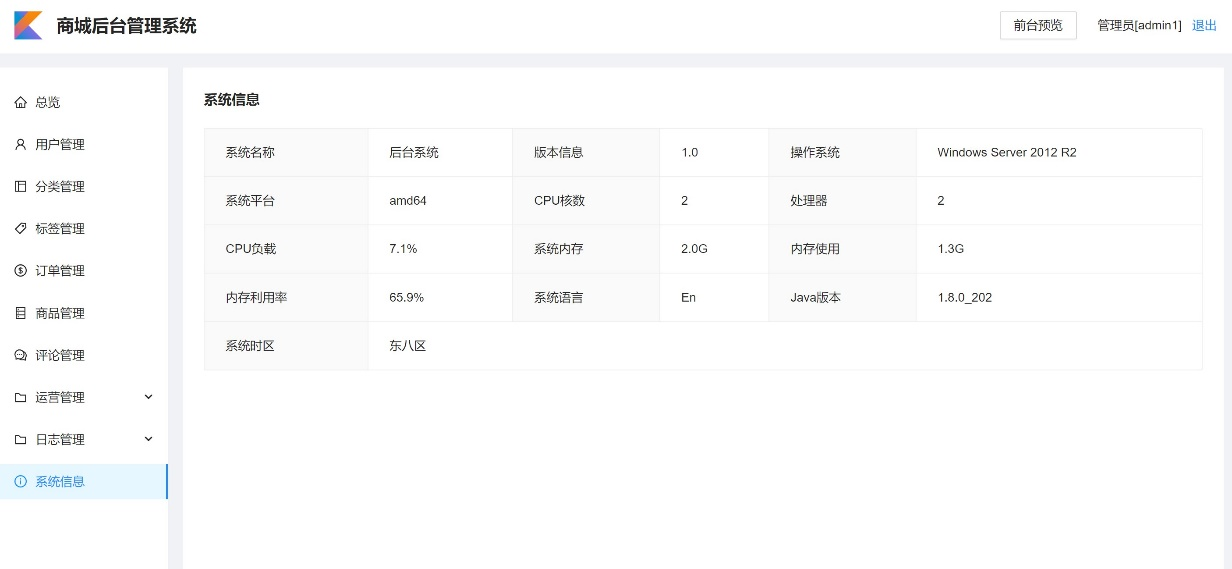 商城后台管理系统
前台预览 管理员[admin1] 退出
总览
用户管理
分类管理
标签管理
订单管理
商品管理
评论管理
运营管理
日志管理
系统信息
系统信息
系统名称 后台系统 版本信息 1.0 操作系统 Windows Server 2012 R2
系统平台 amd64 CPU核数 2 处理器 2
CPU负载 7.1% 系统内存 2.0G 内存使用 1.3G
内存利用率 65.9% 系统语言 En Java版本 1.8.0_202
系统时区 东八区